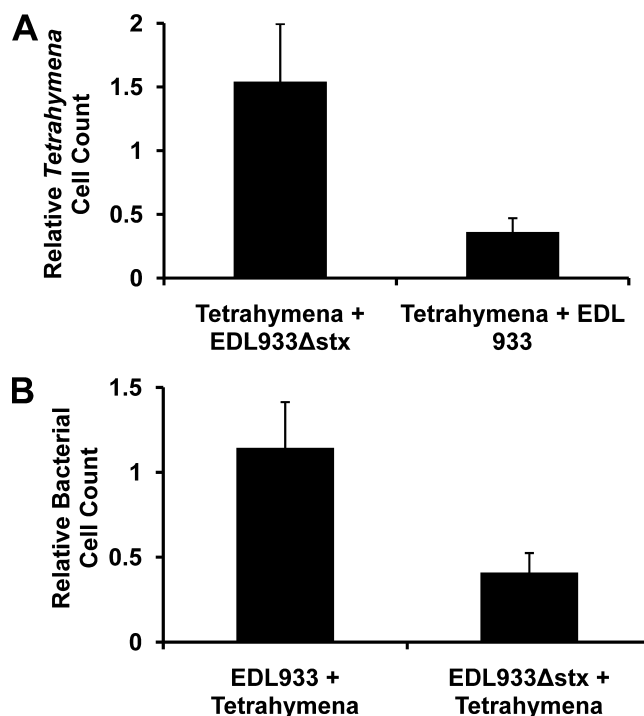 A
Relative Tetrahymena
Cell Count
2
1.5
1
0.5
0
Tetrahymena +
EDL933Δstx
Tetrahymena + EDL
933
B
Relative Bacterial
Cell Count
1.5
1
0.5
0
EDL933 +
Tetrahymena
EDL933Δstx +
Tetrahymena